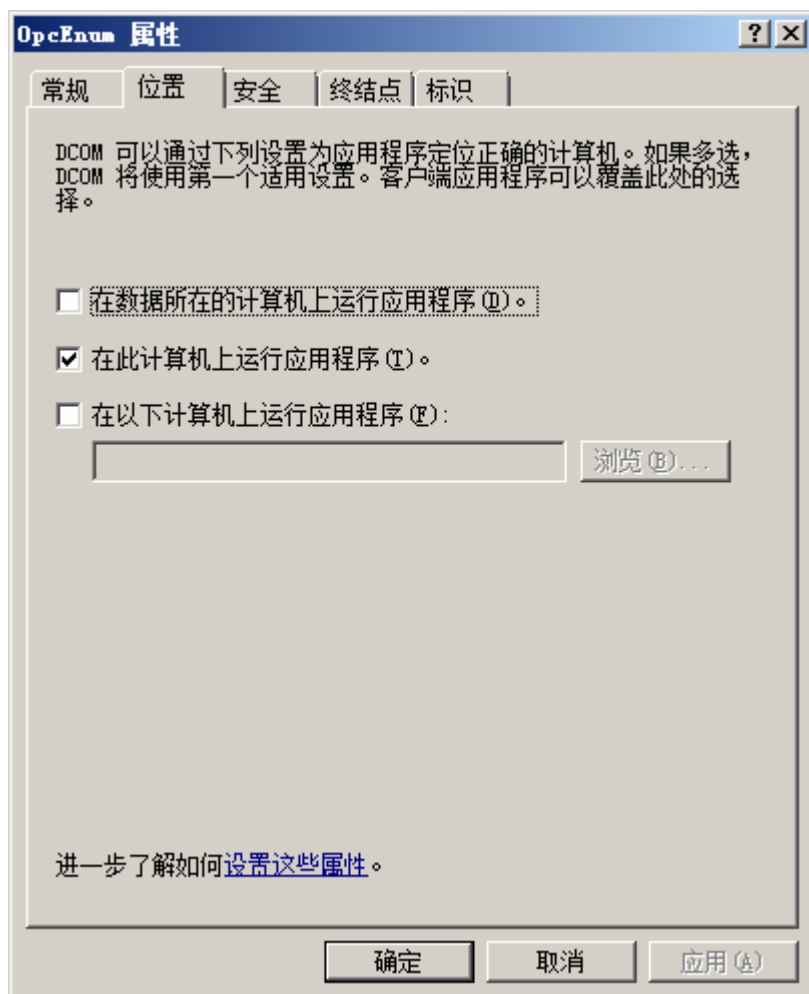 OpcEnum 属性
常规 位置 安全 终结点 标识
DCOM 可以通过下列设置为应用程序定位正确的计算机。如果多选，
DCOM 将使用第一个适用设置。客户端应用程序可以覆盖此处的选
择。
在数据所在的计算机上运行应用程序(D)。
在此计算机上运行应用程序(T)。
在以下计算机上运行应用程序(F):
浏览(B)...
进一步了解如何设置这些属性。
确定 取消 应用(A)